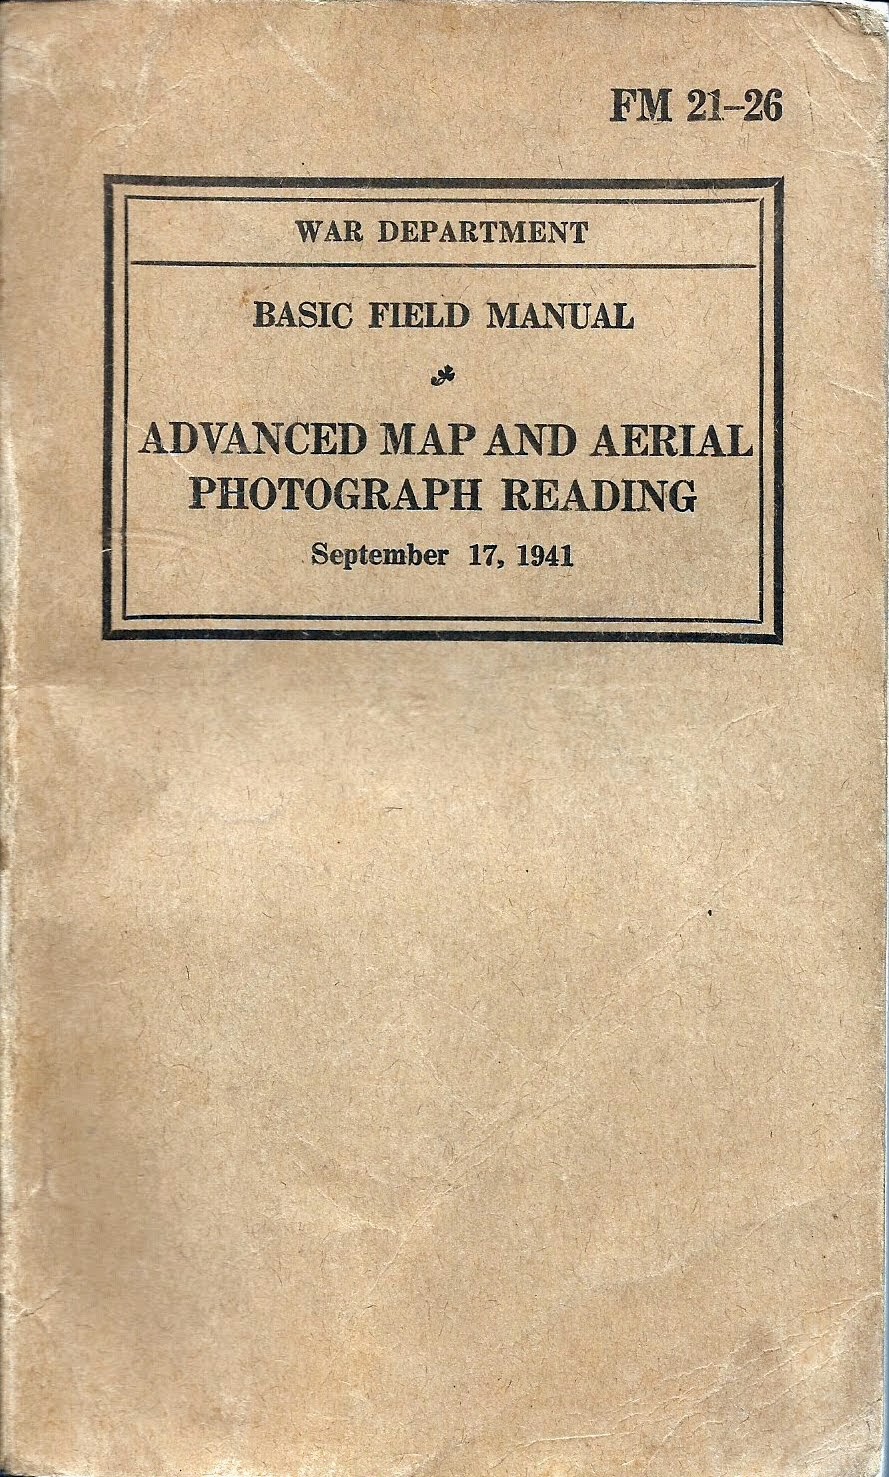 FM 21–26
WAR DEPARTMENT
BASIC FIELD MANUAL
ADVANCED MAP AND AERIAL
PHOTOGRAPH READING
September 17, 1941